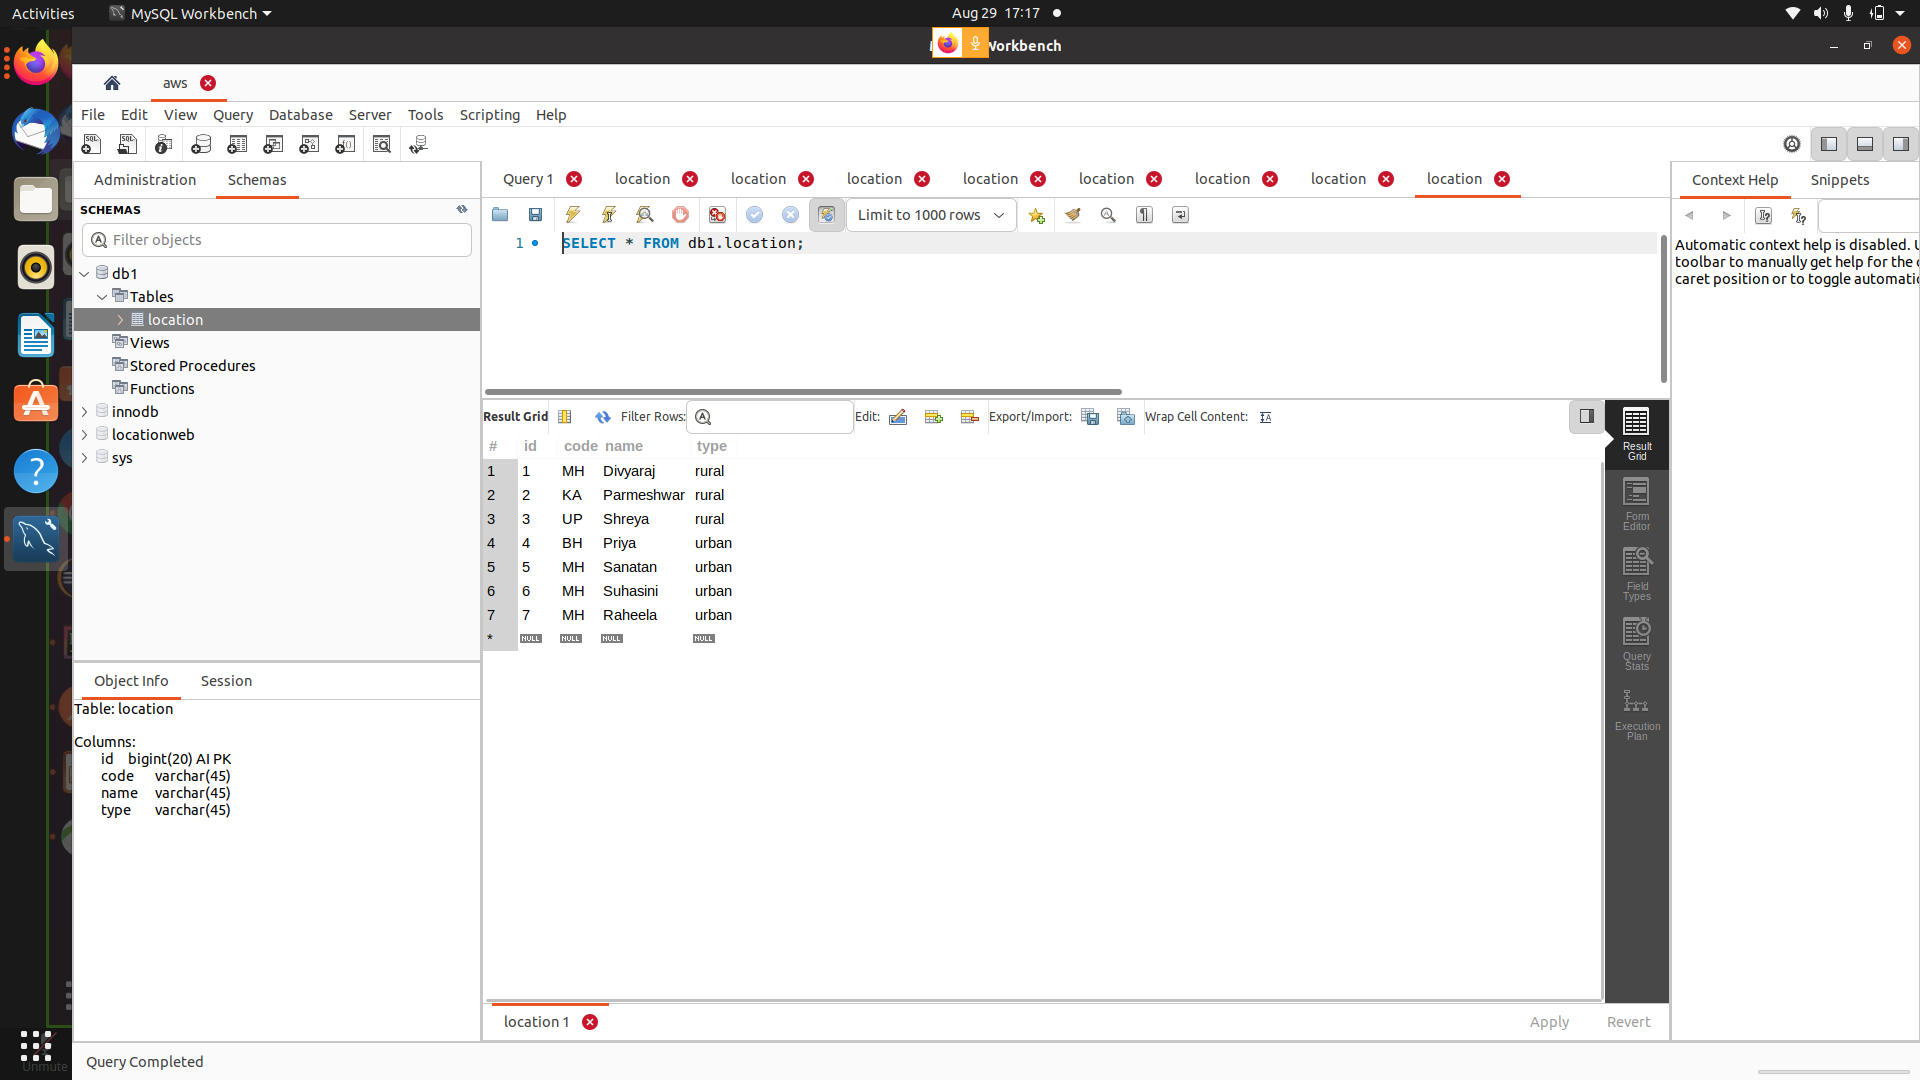 Activities
MySQL Workbench
Aug 29 17:17
Workbench
aws
File Edit View Query Database Server Tools Scripting Help
Administration Schemas
Query 1 location location location location location location location location
Context Help Snippets
SCHEMAS
Filter objects
Limit to 1000 rows
1 SELECT * FROM db1.location;
Automatic context help is disabled.
toolbar to manually get help for the
caret position or to toggle
db1
Tables
location
Views
Stored Procedures
Functions
innodb
locationweb
sys
Result Grid Filter Rows: Edit: Export/Import: Wrap Cell Content:
# id code name type
1 1 MH Divyaraj rural
2 2 KA Parmeshwar rural
3 3 UP Shreya rural
4 4 BH Priya urban
5 5 MH Sanatan urban
6 6 MH Suhasini urban
7 7 MH Raheela urban
* NULL NULL NULL NULL
Result
Grid
Form
Editor
Field
Types
Query
Stats
Execution
Plan
Object Info Session
Table: location
Columns:
id bigint(20) AI PK
code varchar(45)
name varchar(45)
type varchar(45)
location 1
Apply Revert
Query Completed
Unmute